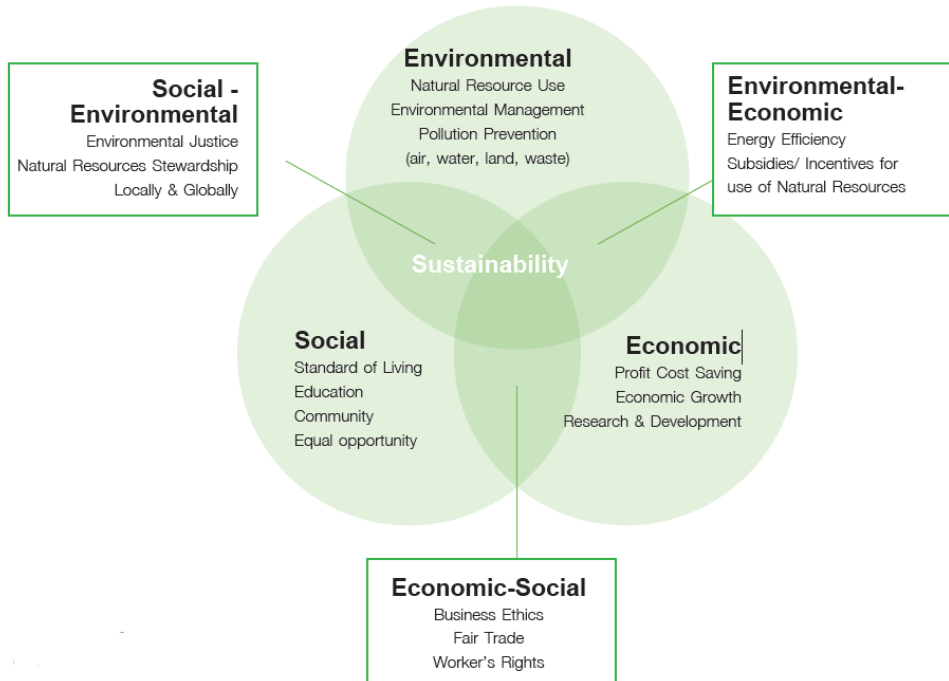 Environmental
Natural Resource Use
Environmental Management
Pollution Prevention
(air, water, land, waste)
Social -
Environmental
Environmental Justice
Natural Resources Stewardship
Locally & Globally
Environmental-
Economic
Energy Efficiency
Subsidies/ Incentives for
use of Natural Resources
Sustainability
Social
Standard of Living
Education
Community
Equal opportunity
Economic
Profit Cost Saving
Economic Growth
Research & Development
Economic-Social
Business Ethics
Fair Trade
Worker's Rights